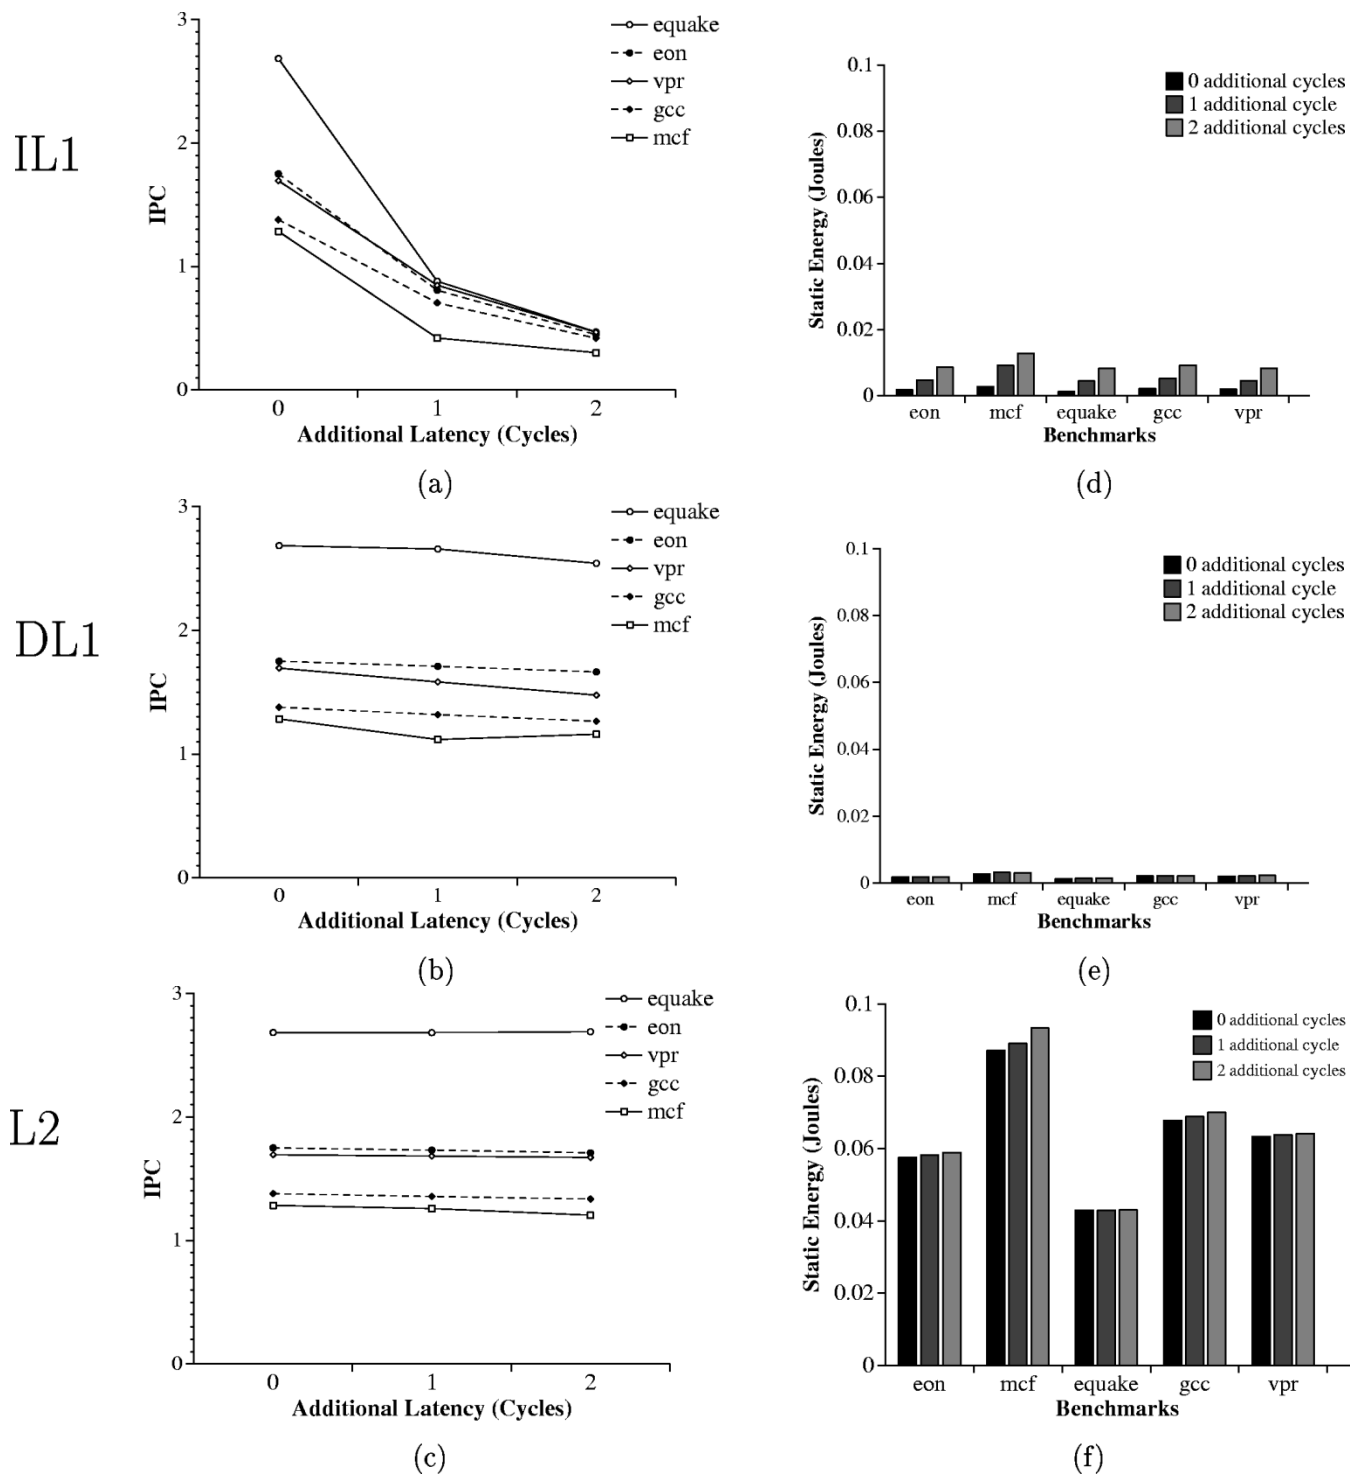 IL1
3
2
1
0
IPC
0 1 2
Additional Latency (Cycles)
equake
eon
vpr
gcc
mcf
(a)
0.1
0.08
0.06
0.04
0.02
0
Static Energy (Joules)
0 additional cycles
1 additional cycle
2 additional cycles
eon mcf equake gcc vpr
Benchmarks
(d)
DL1
3
2
1
0
IPC
0 1 2
Additional Latency (Cycles)
equake
eon
vpr
gcc
mcf
(b)
0.1
0.08
0.06
0.04
0.02
0
Static Energy (Joules)
0 additional cycles
1 additional cycle
2 additional cycles
eon mcf equake gcc vpr
Benchmarks
(e)
L2
3
2
1
0
IPC
0 1 2
Additional Latency (Cycles)
equake
eon
vpr
gcc
mcf
(c)
0.1
0.08
0.06
0.04
0.02
0
Static Energy (Joules)
0 additional cycles
1 additional cycle
2 additional cycles
eon mcf equake gcc vpr
Benchmarks
(f)